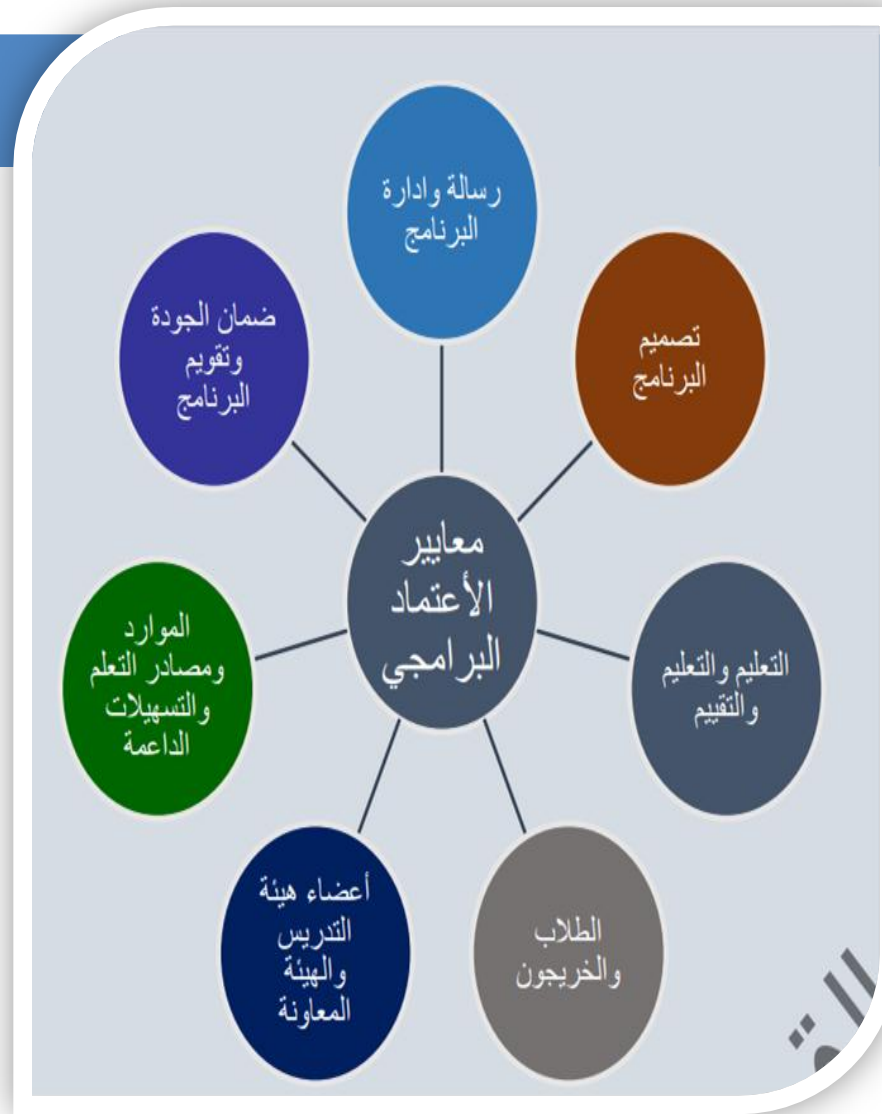 رسالة وادارة
البرنامج
تصميم
البرنامج
التعليم والتعليم
والتقييم
الطلاب
والخريجون
أعضاء هيئة
التدريس
والهيئة
المعاونة
الموارد
ومصادر التعلم
والتسهيلات
الداعمة
ضمان الجودة
وتقويم
البرنامج
معايير
الأعتماد
البرامجي